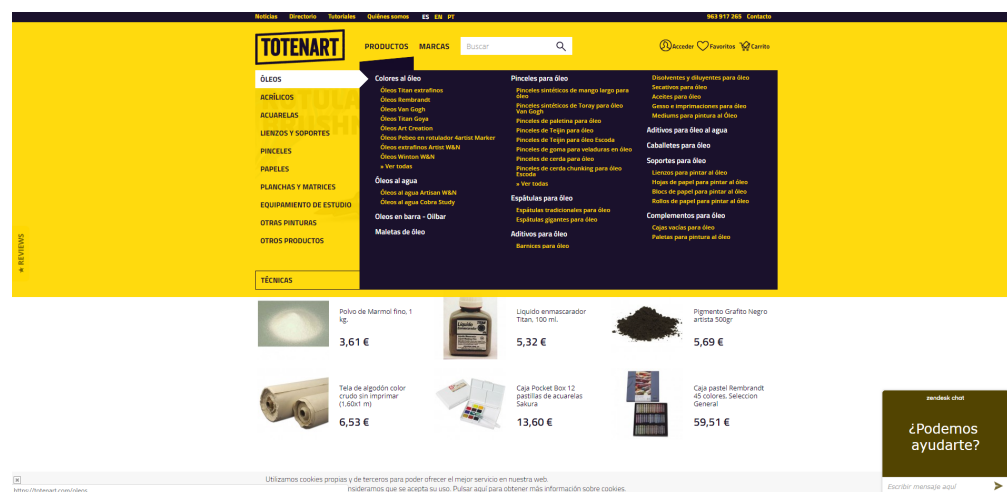 Noticias Directorio Tutoriales Quiénes somos ES EN PT
963 917 265 Contacto
TOTENART
PRODUCTOS MARCAS
Buscar
Acceder Favoritos Carrito
ÓLEOS
ACRÍLICOS
ACUARELAS
LIENZOS Y SOPORTES
PINCELES
PAPELES
PLANCHAS Y MATRICES
EQUIPAMIENTO DE ESTUDIO
OTRAS PINTURAS
OTROS PRODUCTOS
TÉCNICAS
Colores al óleo
Óleos Titan extrafinos
Óleos Rembrandt
Óleos Van Gogh
Óleos Titan Goya
Óleos Art Creation
Óleos Pebeo en rotulador 4artist Marker
Óleos extrafinos Artist W&N
Óleos Winton W&N
» Ver todas
Óleos al agua
Óleos al agua Artisan W&N
Óleos al agua Cobra Study
Oleos en barra - Oilbar
Maletas de óleo
Pinceles para óleo
Pinceles sintéticos de mango largo para
óleo
Pinceles sintéticos de Toray para óleo
Van Gogh
Pinceles de paletina para óleo
Pinceles de Teijin para óleo
Pinceles de Teijin para óleo Escoda
Pinceles de goma para veladuras en óleo
Pinceles de cerda para óleo
Pinceles de cerda chunking para óleo
Escoda
» Ver todas
Espátulas para óleo
Espátulas tradicionales para óleo
Espátulas gigantes para óleo
Aditivos para óleo
Barnices para óleo
Disolventes y diluyentes para óleo
Secativos para óleo
Aceites para óleo
Gesso e imprimaciones para óleo
Mediums para pintura al Óleo
Aditivos para óleo al agua
Caballetes para óleo
Soportes para óleo
Lienzos para pintar al óleo
Hojas de papel para pintar al óleo
Blocs de papel para pintar al óleo
Rollos de papel para pintar al óleo
Complementos para óleo
Cajas vacías para óleo
Paletas para pintura al óleo
★ REVIEWS
Polvo de Marmol fino, 1
kg.
3,61 €
Liquido enmascarador
Titan, 100 ml.
5,32 €
Pigmento Grafito Negro
artista 500gr
5,69 €
Tela de algodón color
crudo sin imprimar
(1,60x1 m)
6,53 €
Caja Pocket Box 12
pastillas de acuarelas
Sakura
13,60 €
Caja pastel Rembrandt
45 colores. Seleccion
General
59,51 €
zendesk chat
¿Podemos
ayudarte?
Escribir mensaje aquí
Utilizamos cookies propias y de terceros para poder ofrecer el mejor servicio en nuestra web.
nsideramos que se acepta su uso. Pulsar aquí para obtener más información sobre cookies.
https://totenart.com/oleos